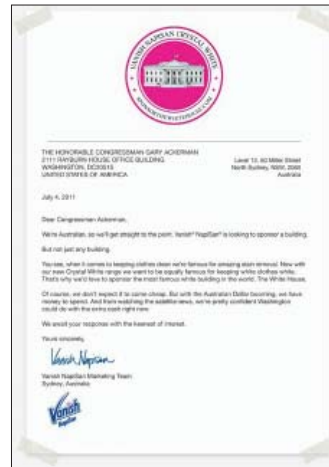 VANISH NAPISAN CRYSTAL WHITE
SPONSORTHEWHITEHOUSE.COM
THE HONORABLE CONGRESSMAN GARY ACKERMAN
2111 RAYBURN HOUSE OFFICE BUILDING
WASHINGTON, DC20515
UNITED STATES OF AMERICA
Level 12, 60 Miller Street
North Sydney, NSW, 2060
Australia
July 4, 2011
Dear Congressman Ackerman,
We're Australian, so we'll get straight to the point. Vanish® NapiSan® is looking to sponsor a building.
But not just any building.
You see, when it comes to keeping clothes clean we're famous for amazing stain removal. Now with
our new Crystal White range we want to be equally famous for keeping white clothes white.
That's why we'd love to sponsor the most famous white building in the world. The White House.
Of course, we don't expect it to come cheap. But with the Australian Dollar booming, we have
money to spend. And from watching the satellite news, we're pretty confident Washington
could do with the extra cash right now.
We await your response with the keenest of interest.
Yours sincerely,
Vanish Napisan
Vanish NapiSan Marketing Team
Sydney, Australia
Vanish
NapiSan